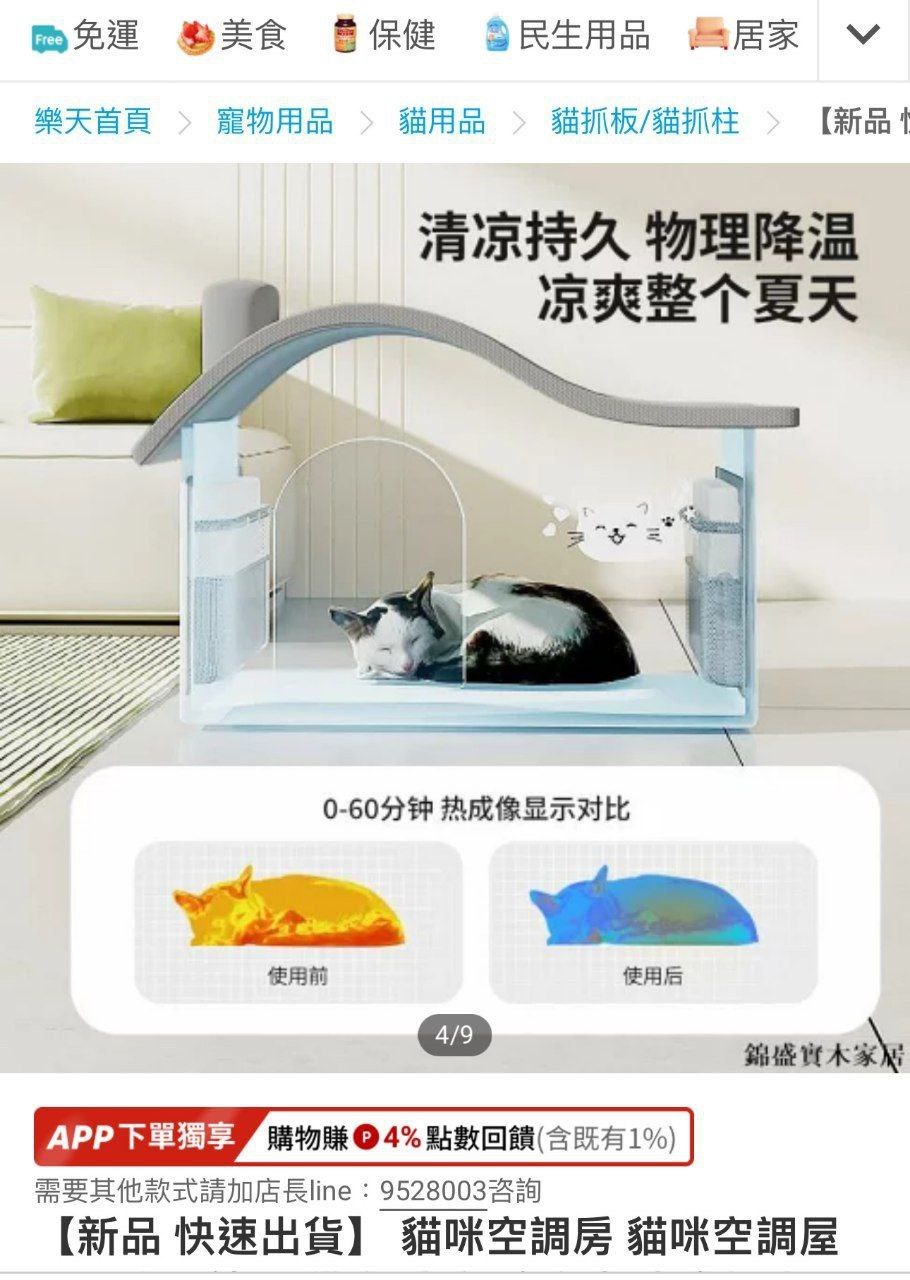 Free 免運 美食 保健 民生用品 居家
樂天首頁 > 寵物用品 > 貓用品 > 貓抓板/貓抓柱 > 【新品
清凉持久 物理降温
凉爽整个夏天
0-60分钟 热成像显示对比
使用前 使用后
4/9
錦盛實木家居
APP下單獨享 購物賺 P 4% 點數回饋(含既有1%)
需要其他款式請加店長line：9528003咨詢
【新品 快速出貨】 貓咪空調房 貓咪空調屋